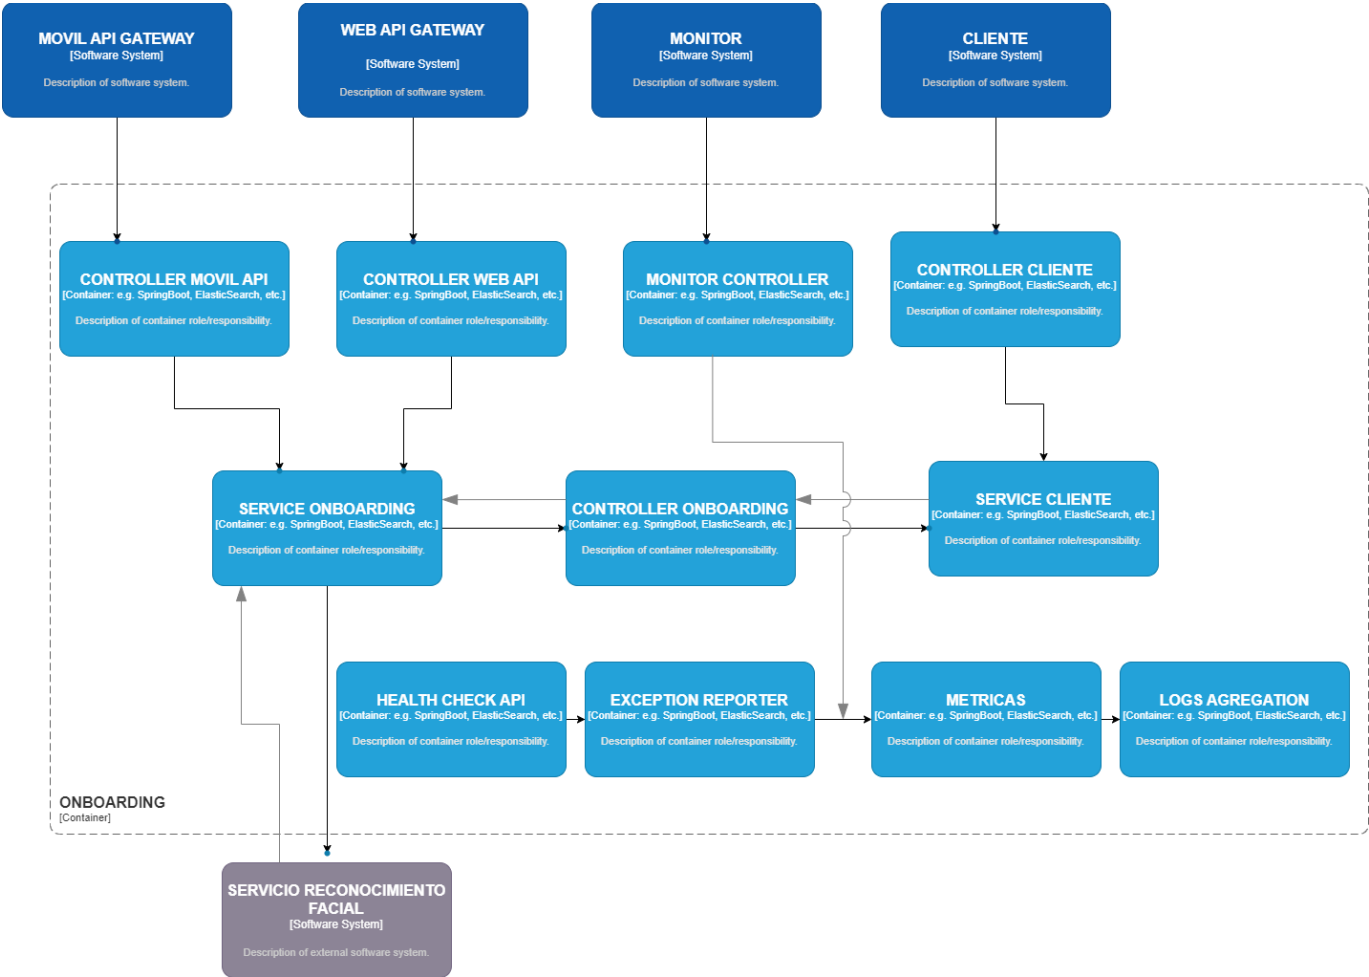 MOVIL API GATEWAY
[Software System]
Description of software system.
WEB API GATEWAY
[Software System]
Description of software system.
MONITOR
[Software System]
Description of software system.
CLIENTE
[Software System]
Description of software system.
CONTROLLER MOVIL API
[Container: e.g. SpringBoot, ElasticSearch, etc.]
Description of container role/responsibility.
CONTROLLER WEB API
[Container: e.g. SpringBoot, ElasticSearch, etc.]
Description of container role/responsibility.
MONITOR CONTROLLER
[Container: e.g. SpringBoot, ElasticSearch, etc.]
Description of container role/responsibility.
CONTROLLER CLIENTE
[Container: e.g. SpringBoot, ElasticSearch, etc.]
Description of container role/responsibility.
SERVICE ONBOARDING
[Container: e.g. SpringBoot, ElasticSearch, etc.]
Description of container role/responsibility.
CONTROLLER ONBOARDING
[Container: e.g. SpringBoot, ElasticSearch, etc.]
Description of container role/responsibility.
SERVICE CLIENTE
[Container: e.g. SpringBoot, ElasticSearch, etc.]
Description of container role/responsibility.
HEALTH CHECK API
[Container: e.g. SpringBoot, ElasticSearch, etc.]
Description of container role/responsibility.
EXCEPTION REPORTER
[Container: e.g. SpringBoot, ElasticSearch, etc.]
Description of container role/responsibility.
METRICAS
[Container: e.g. SpringBoot, ElasticSearch, etc.]
Description of container role/responsibility.
LOGS AGREGATION
[Container: e.g. SpringBoot, ElasticSearch, etc.]
Description of container role/responsibility.
ONBOARDING
[Container]
SERVICIO RECONOCIMIENTO
FACIAL
[Software System]
Description of external software system.